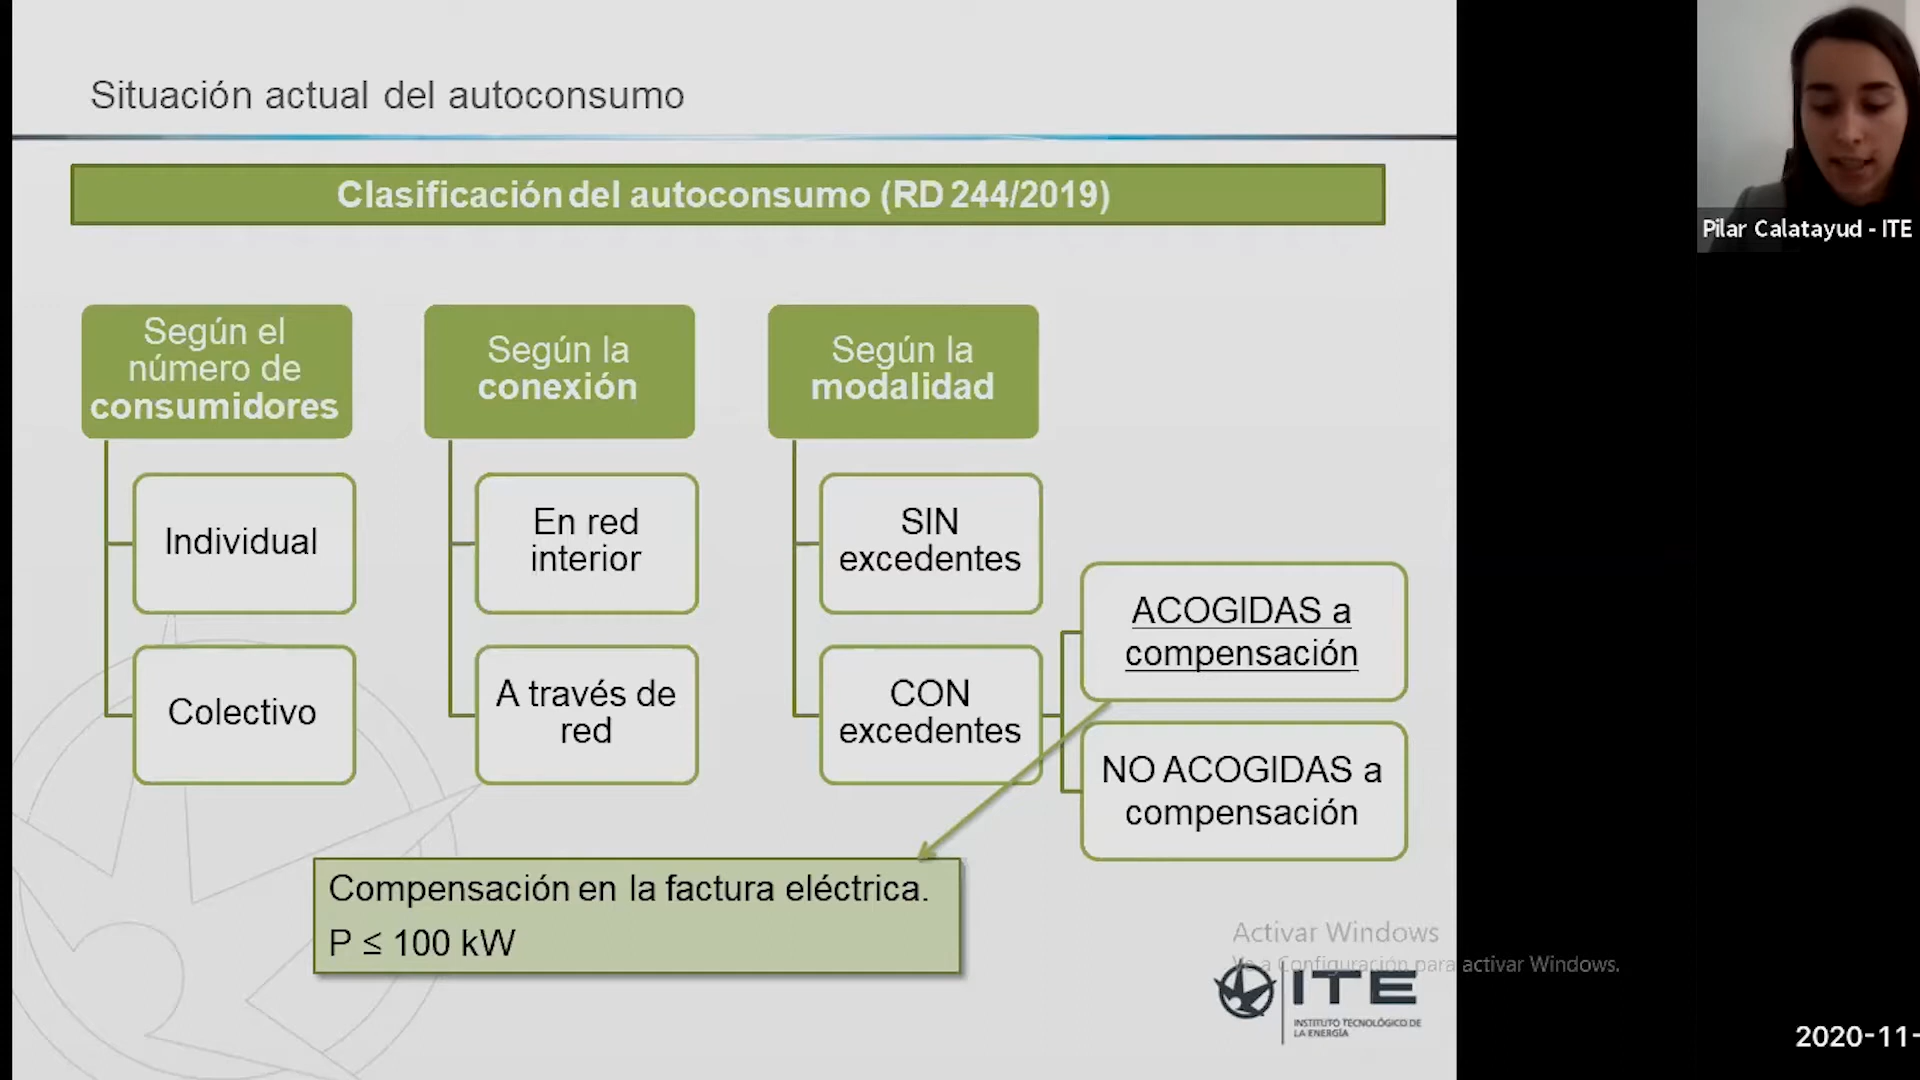 Situación actual del autoconsumo
Clasificación del autoconsumo (RD 244/2019)
Según el
número de
consumidores
Individual
Colectivo
Según la
conexión
En red
interior
A través de
red
Según la
modalidad
SIN
excedentes
CON
excedentes
ACOGIDAS a
compensación
NO ACOGIDAS a
compensación
Compensación en la factura eléctrica.
P ≤ 100 kW
Activar Windows
Ve a Configuración para activar Windows.
ITE
INSTITUTO TECNOLÓGICO DE
LA ENERGÍA
Pilar Calatayud - ITE
2020-11-